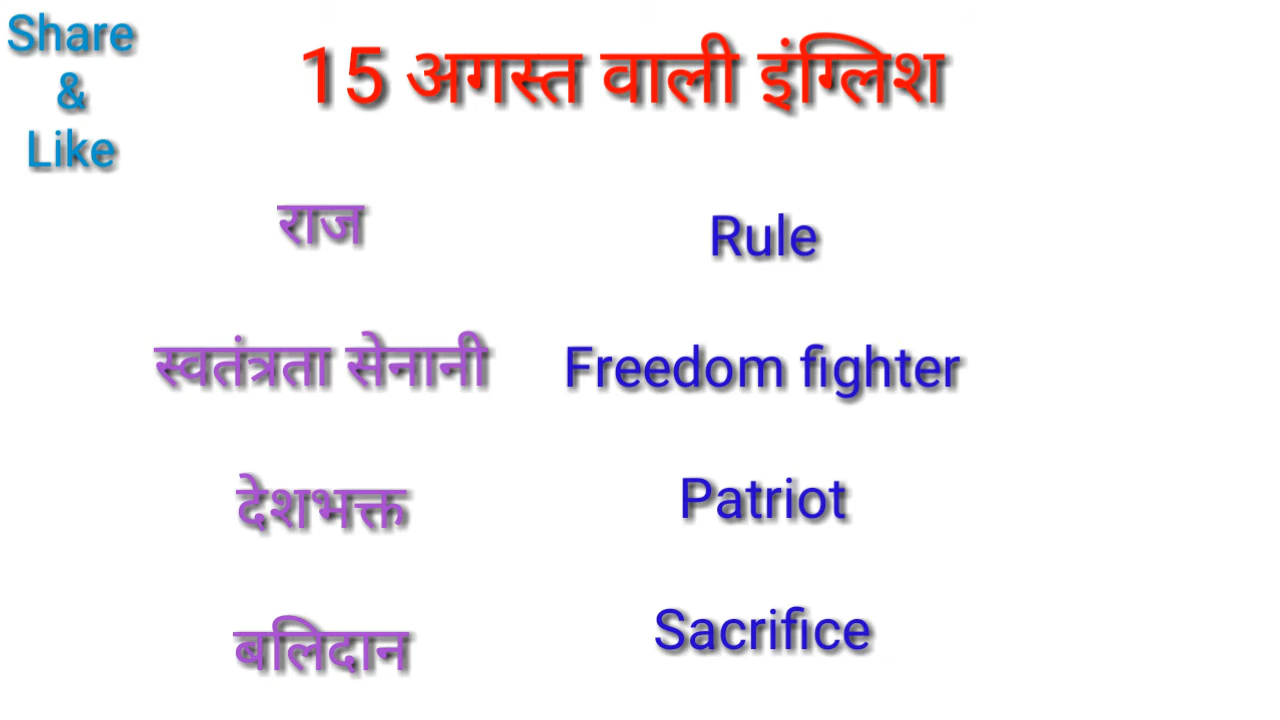 Share
&
Like
15 अगस्त वाली इंग्लिश
राज Rule
स्वतंत्रता सेनानी Freedom fighter
देशभक्त Patriot
बलिदान Sacrifice